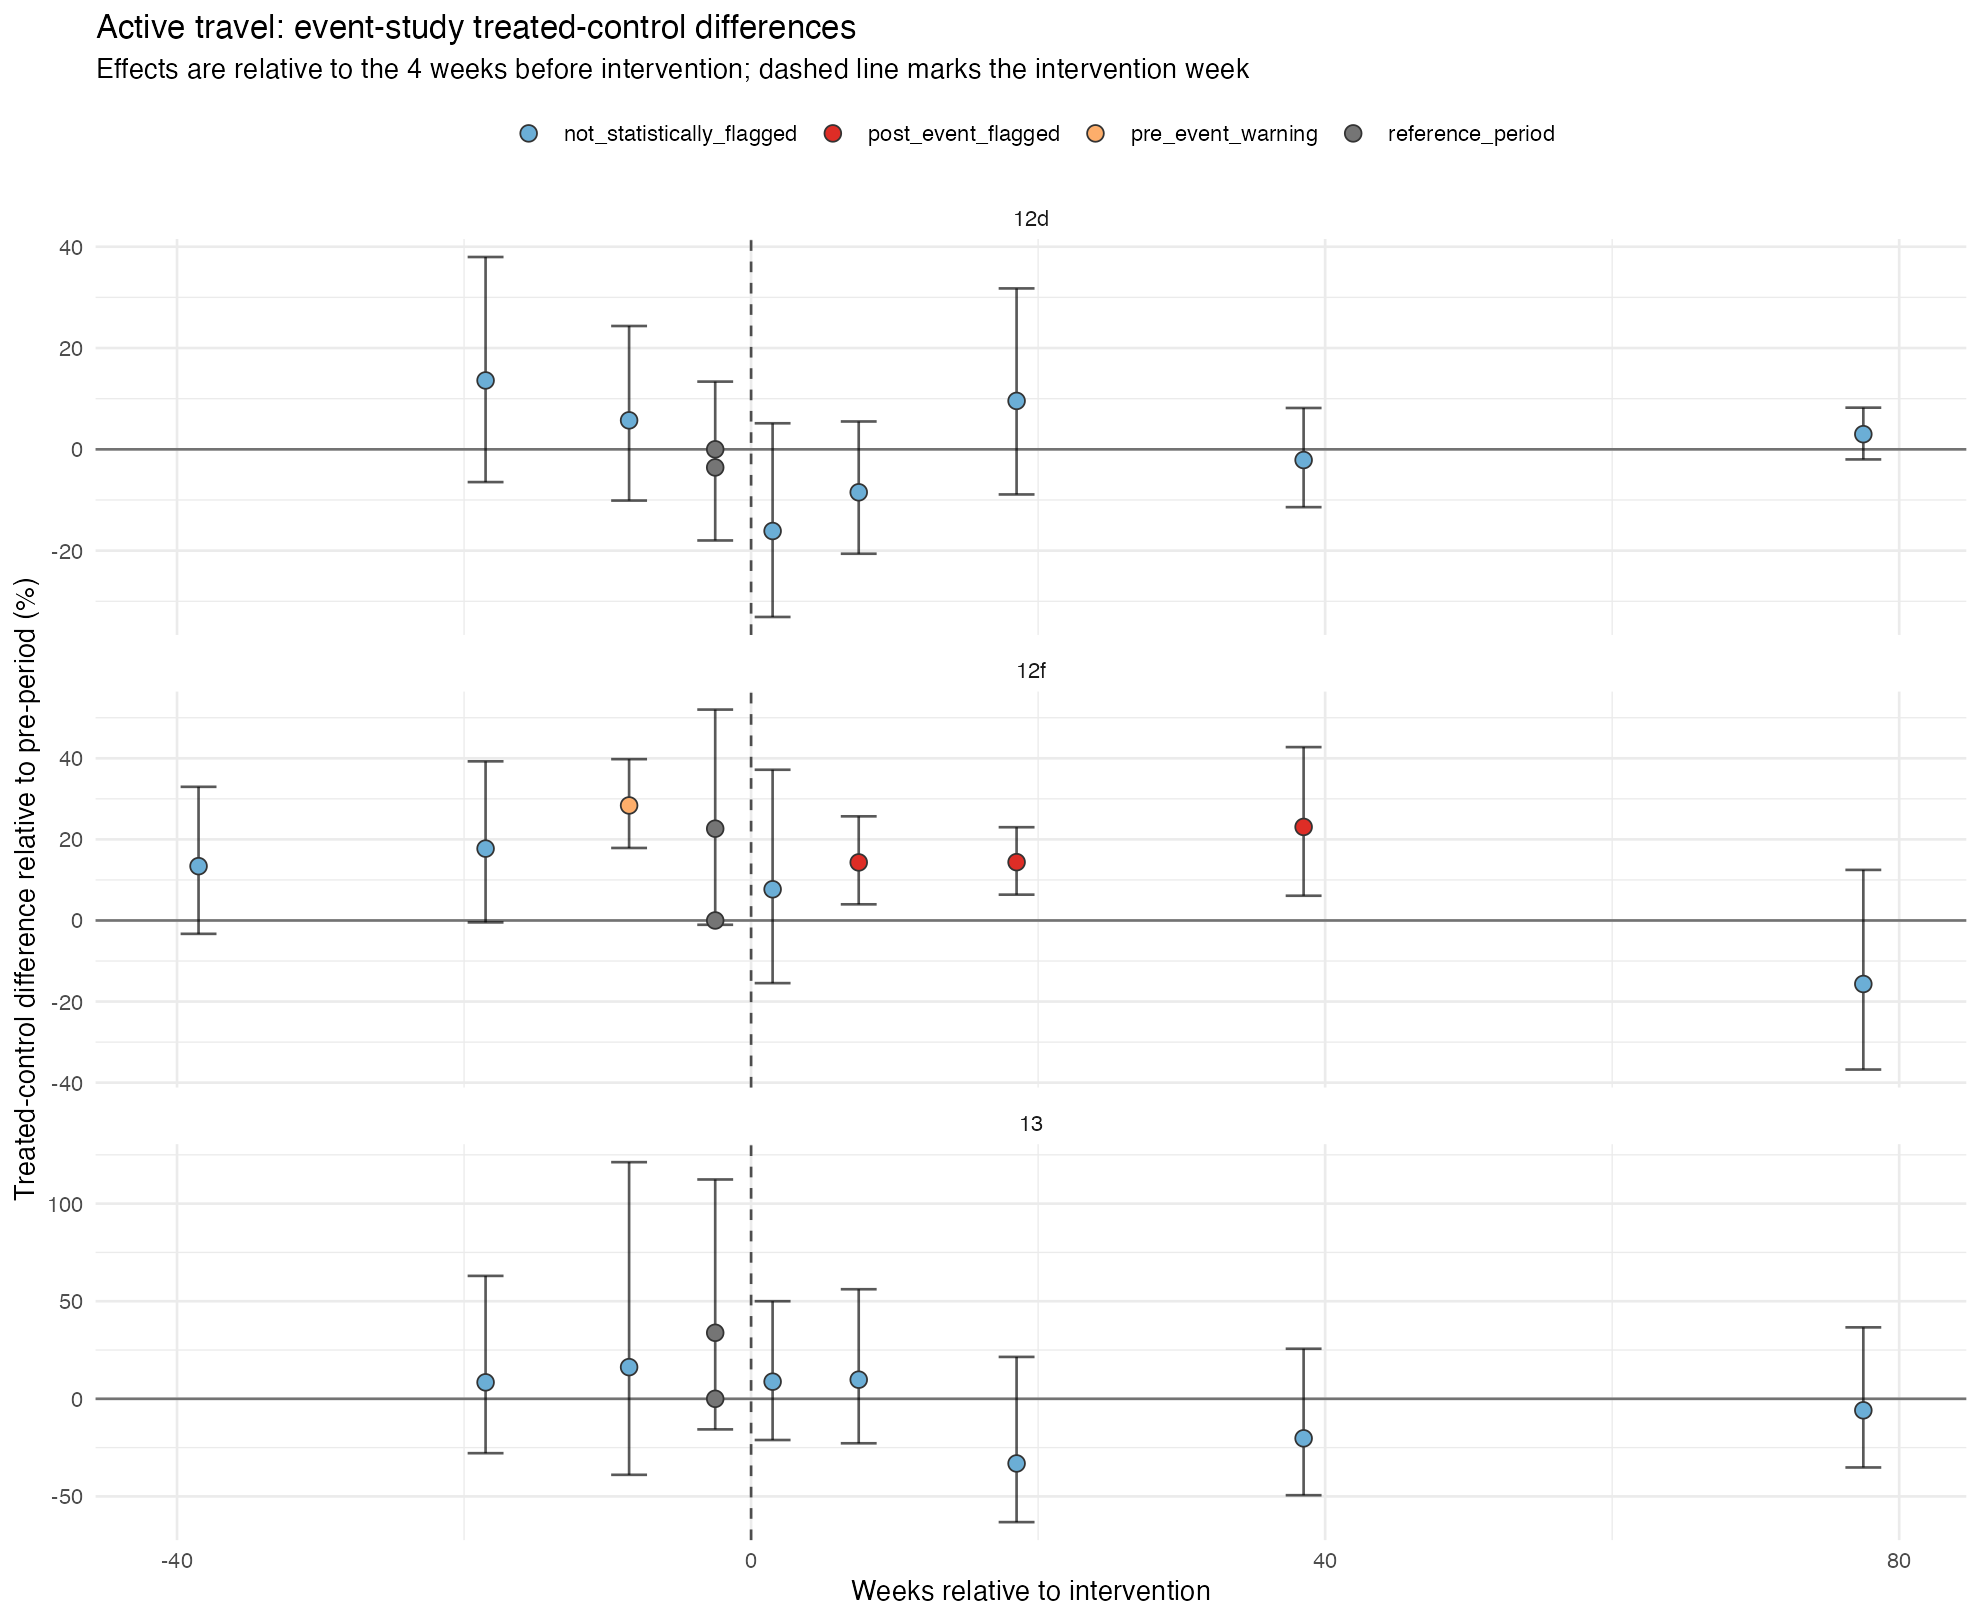 Active travel: event-study treated-control differences
Effects are relative to the 4 weeks before intervention; dashed line marks the intervention week
not_statistically_flagged post_event_flagged pre_event_warning reference_period
Treated-control difference relative to pre-period (%)
12d
40
20
0
-20
12f
40
20
0
-20
-40
13
100
50
0
-50
-40 0 40 80
Weeks relative to intervention